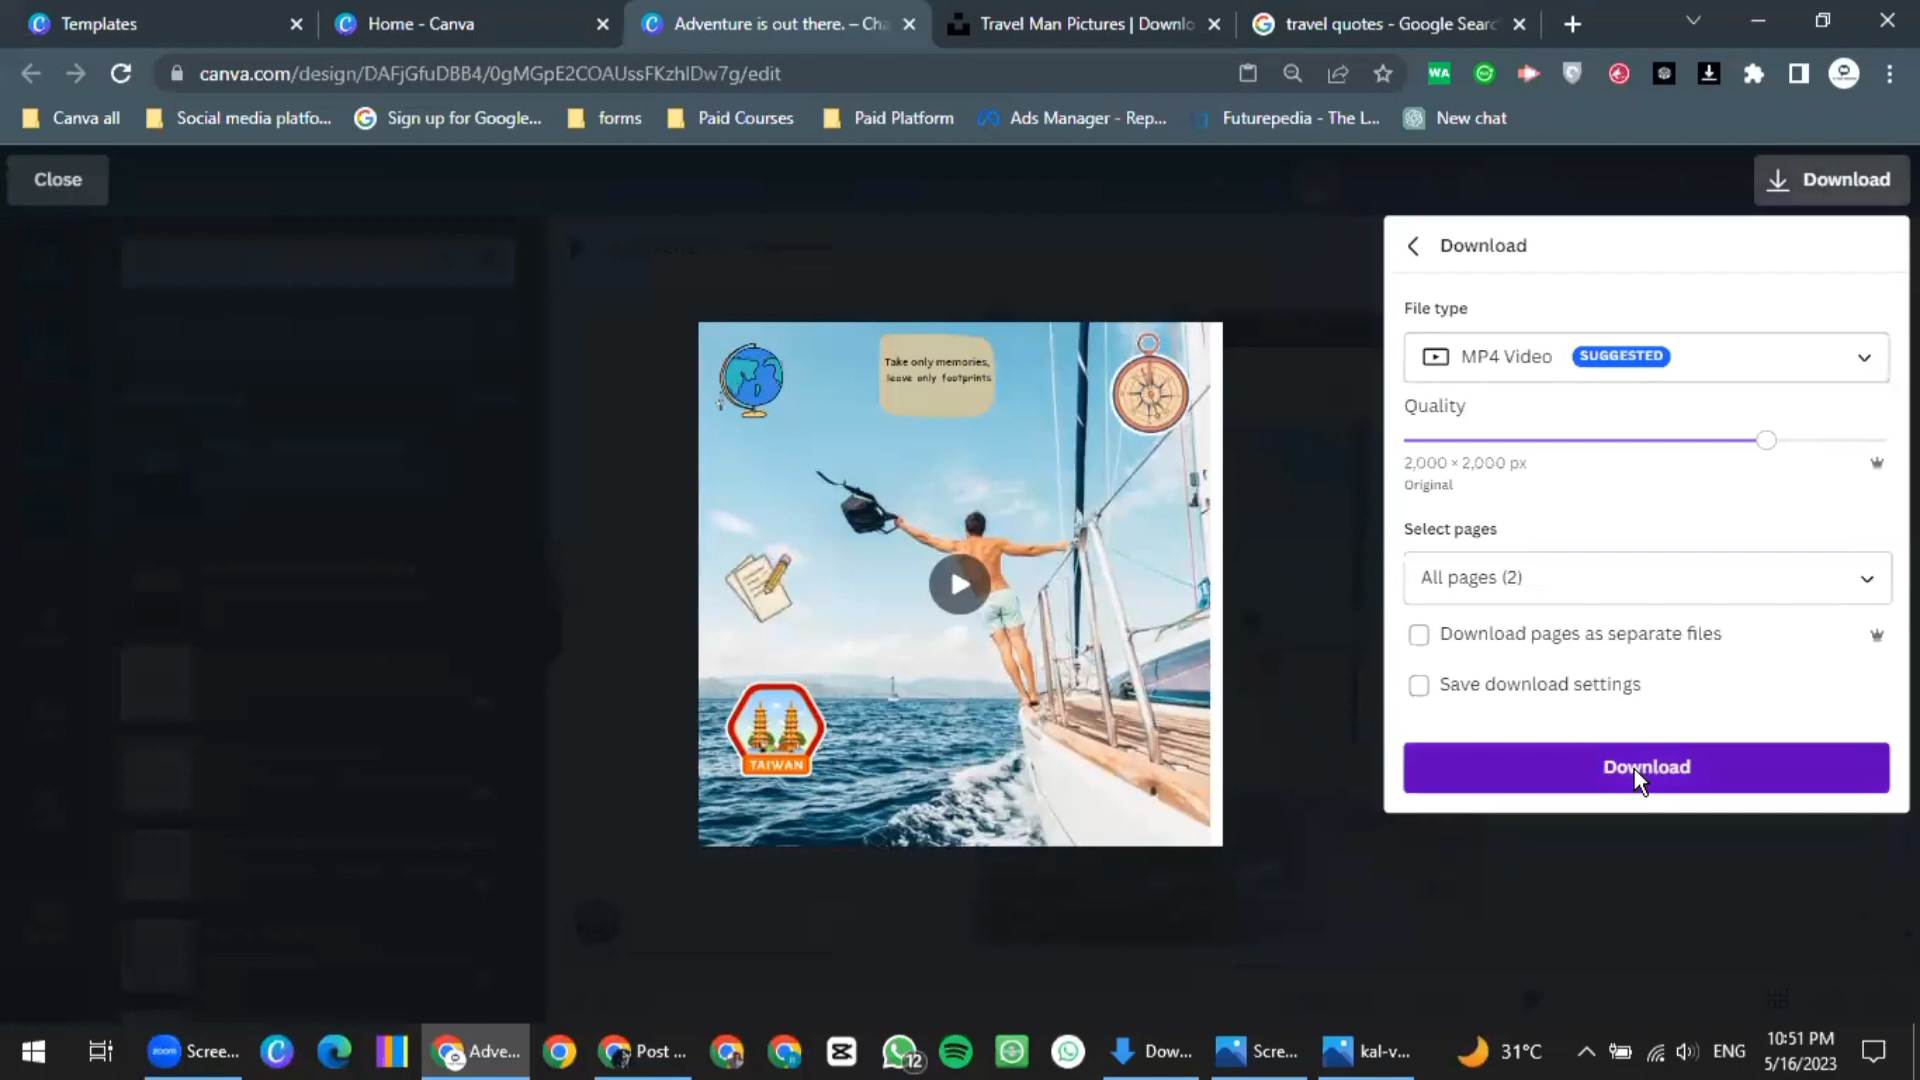 Templates
Home - Canva
Adventure is out there. – Cha
Travel Man Pictures | Downlo
travel quotes - Google Searc
canva.com/design/DAFjGfuDBB4/0gMGpE2COAUssFKzhIDw7g/edit
WA
Canva all
Social media platfo...
Sign up for Google...
forms
Paid Courses
Paid Platform
Ads Manager - Rep...
Futurepedia - The L...
New chat
Close
Download
Download
File type
MP4 Video
SUGGESTED
Quality
2,000 × 2,000 px
Original
Select pages
All pages (2)
Download pages as separate files
Save download settings
Download
Take only memories,
leave only footprints
TAIWAN
zoom
Scree...
Adve...
Post ...
12
Dow...
Scre...
kal-v...
31°C
ENG
10:51 PM
5/16/2023